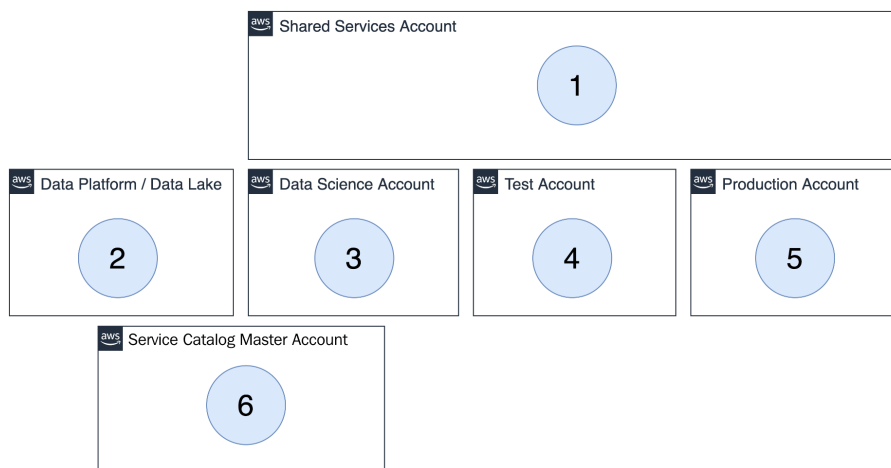 aws Shared Services Account
1
aws Data Platform / Data Lake
2
aws Data Science Account
3
aws Test Account
4
aws Production Account
5
aws Service Catalog Master Account
6